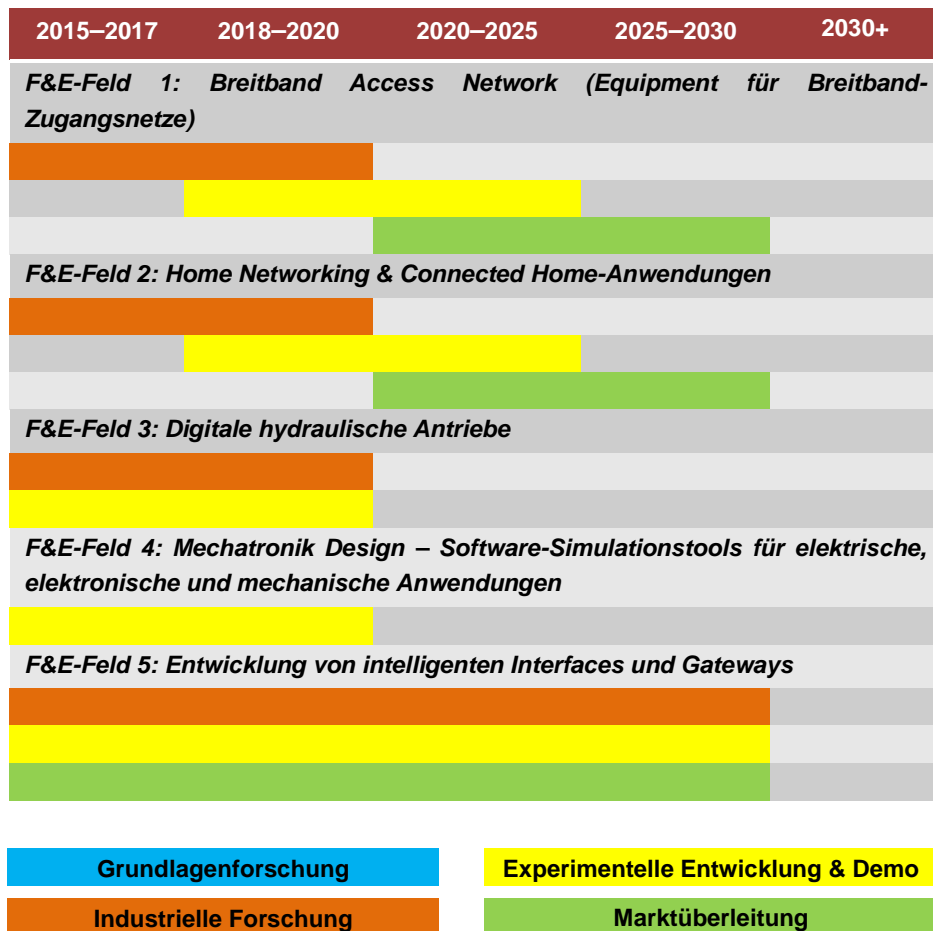 2015–2017 2018–2020 2020–2025 2025–2030 2030+
F&E-Feld 1: Breitband Access Network (Equipment für Breitband-
Zugangsnetze)
F&E-Feld 2: Home Networking & Connected Home-Anwendungen
F&E-Feld 3: Digitale hydraulische Antriebe
F&E-Feld 4: Mechatronik Design – Software-Simulationstools für elektrische,
elektronische und mechanische Anwendungen
F&E-Feld 5: Entwicklung von intelligenten Interfaces und Gateways
Grundlagenforschung Experimentelle Entwicklung & Demo
Industrielle Forschung Marktüberleitung